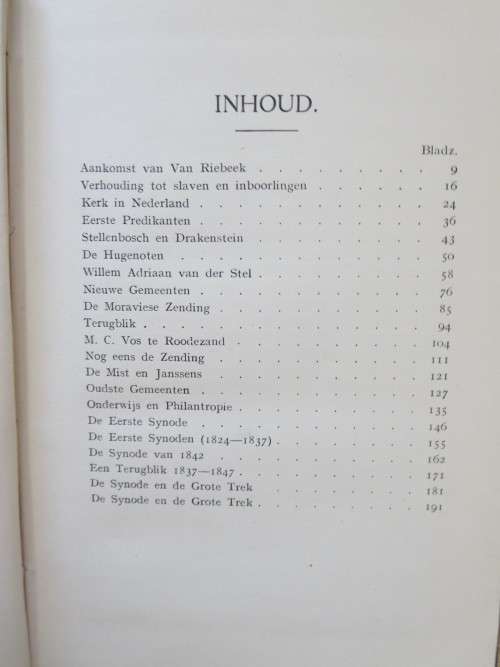 INHOUD.
Bladz.
Aankomst van Van Riebeek . . . . . . . . . 9
Verhouding tot slaven en inboorlingen . . . . . . 16
Kerk in Nederland . . . . . . . . . . . 24
Eerste Predikanten . . . . . . . . . . . 36
Stellenbosch en Drakenstein . . . . . . . . . 43
De Hugenoten . . . . . . . . . . . . 50
Willem Adriaan van der Stel . . . . . . . . . 58
Nieuwe Gemeenten . . . . . . . . . . . 76
De Moraviese Zending . . . . . . . . . . 85
Terugblik . . . . . . . . . . . . . 94
M. C. Vos te Roodezand . . . . . . . . . . 104
Nog eens de Zending . . . . . . . . . . 111
De Mist en Janssens . . . . . . . . . . 121
Oudste Gemeenten . . . . . . . . . . . 127
Onderwijs en Philantropie . . . . . . . . . 135
De Eerste Synode . . . . . . . . . . . 146
De Eerste Synoden (1824—1837) . . . . . . . 155
De Synode van 1842 . . . . . . . . . . 162
Een Terugblik 1837—1847 . . . . . . . . . 171
De Synode en de Grote Trek . . . . . . . . 181
De Synode en de Grote Trek . . . . . . . . 191